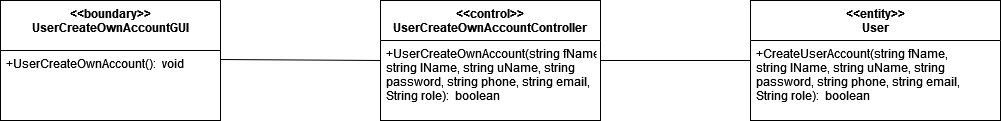 <<boundary>>
UserCreateOwnAccountGUI
+UserCreateOwnAccount(): void
<<control>>
UserCreateOwnAccountController
+UserCreateOwnAccount(string fName,
string lName, string uName, string
password, string phone, string email,
String role): boolean
<<entity>>
User
+CreateUserAccount(string fName,
string lName, string uName, string
password, string phone, string email,
String role): boolean